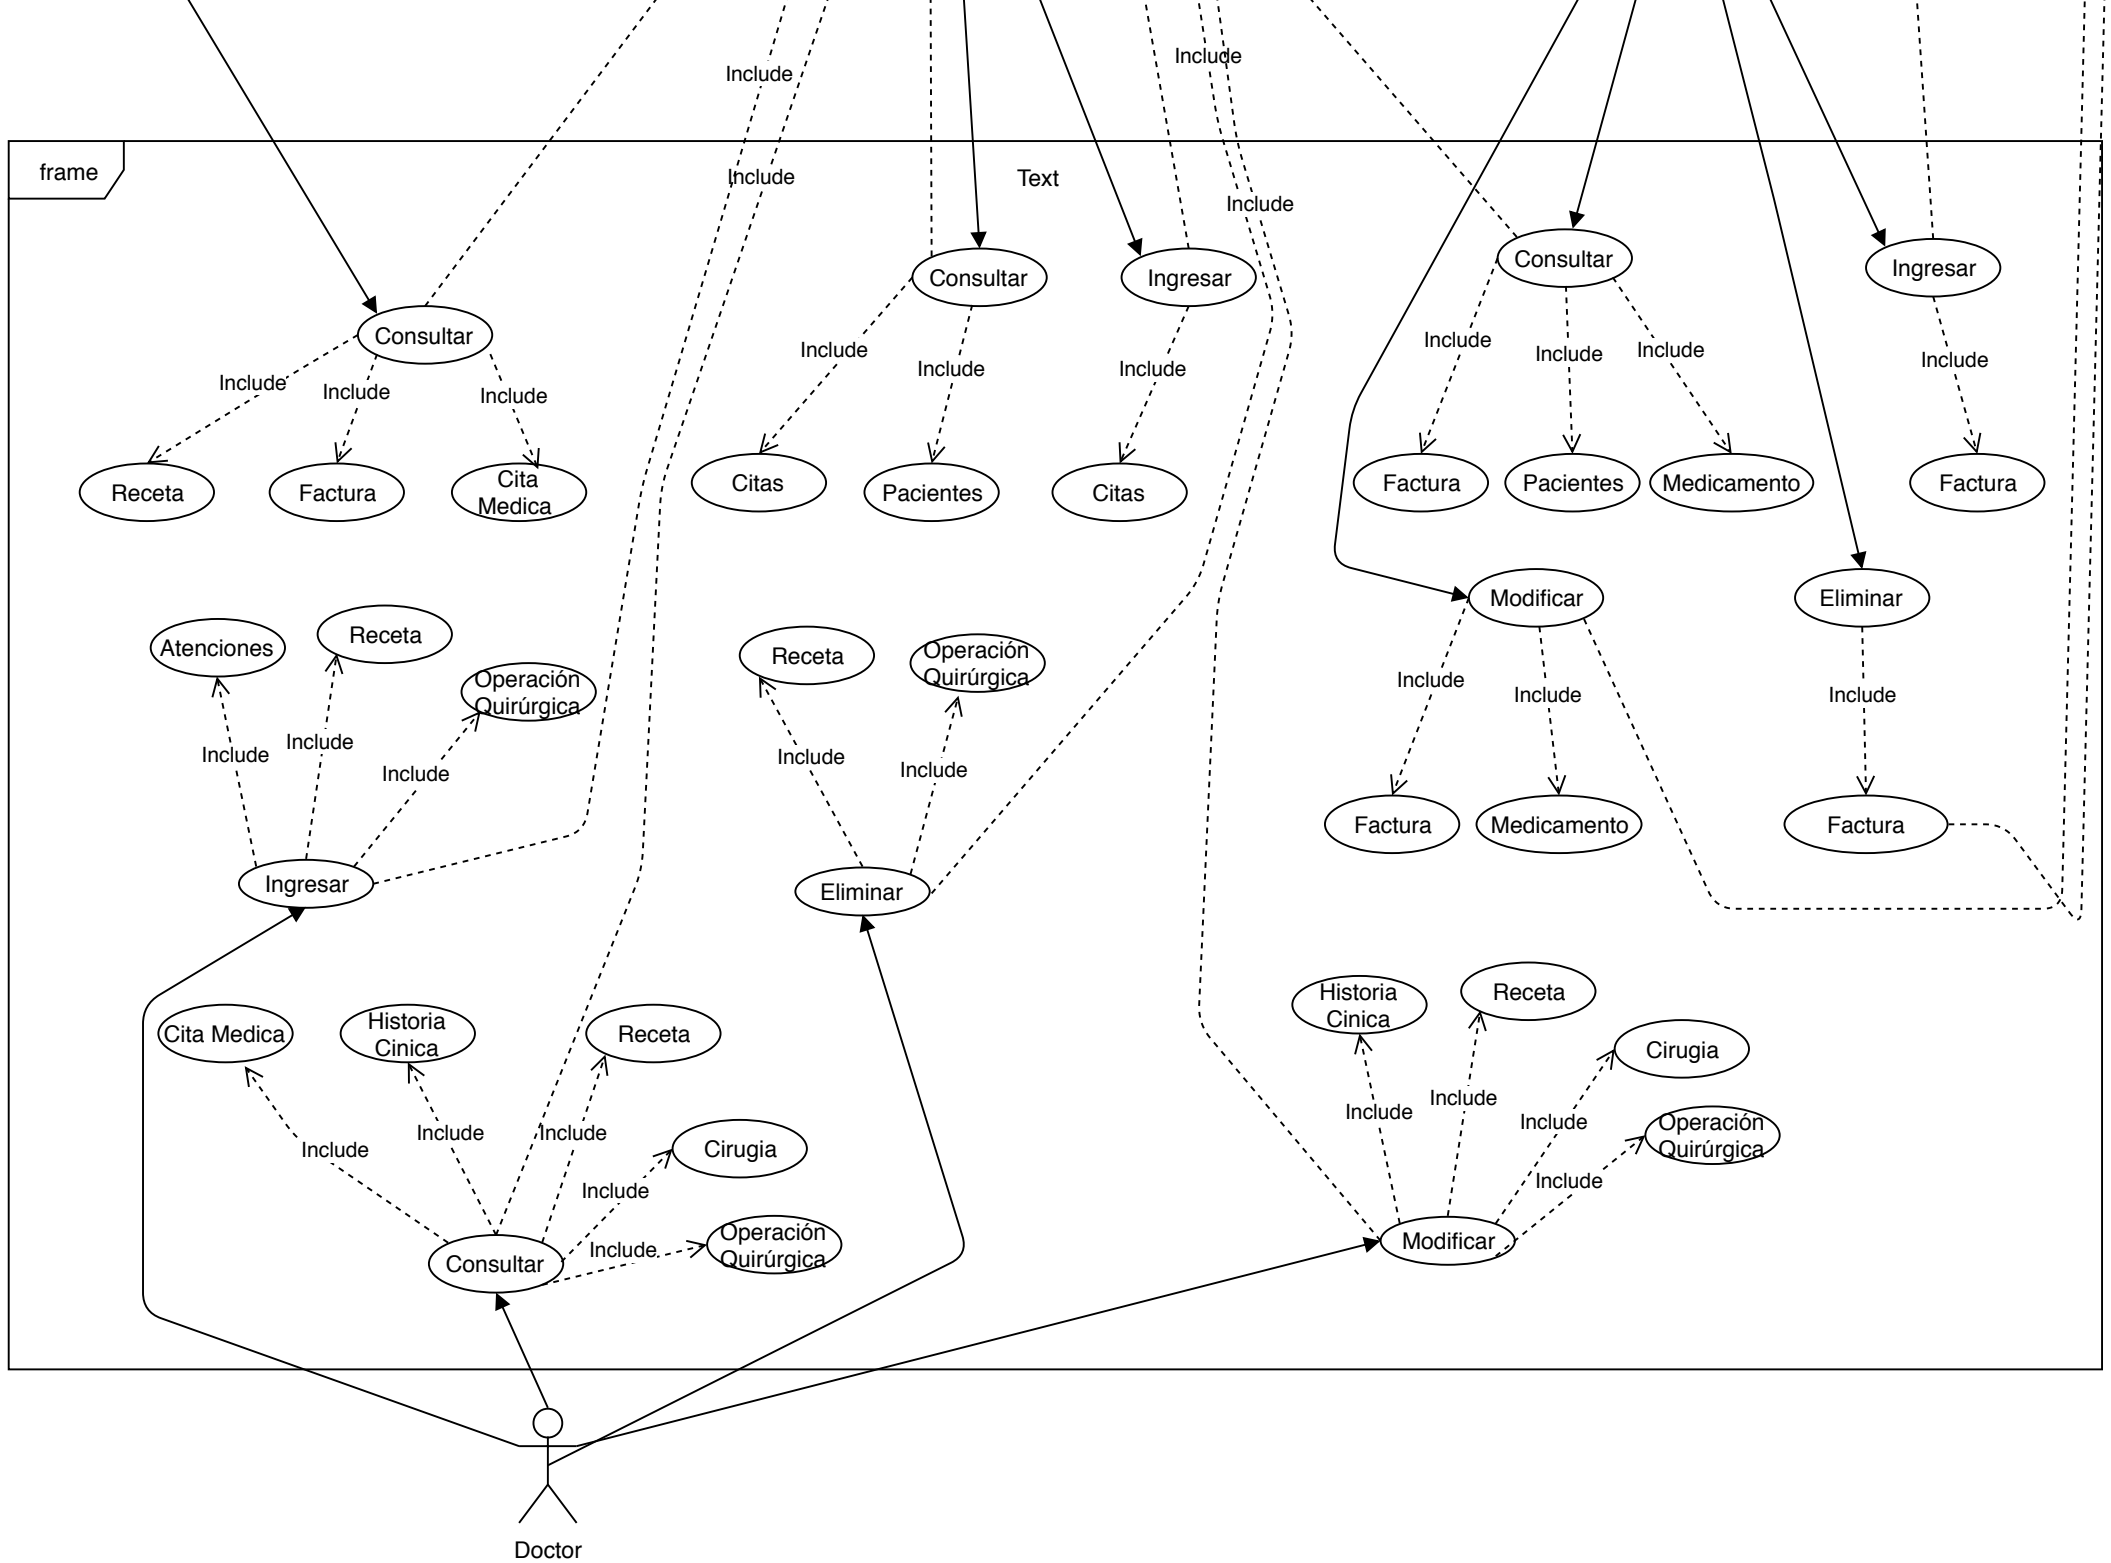 Include
Include
frame
Include
Text
Include
Consultar
Ingresar
Consultar
Ingresar
Consultar
Include
Include
Include
Include
Include
Include
Include
Include
Include
Include
Receta
Factura
Cita
Medica
Citas
Pacientes
Citas
Factura
Pacientes
Medicamento
Factura
Modificar
Eliminar
Atenciones
Receta
Operación
Quirúrgica
Receta
Operación
Quirúrgica
Include
Include
Include
Include
Include
Include
Include
Include
Factura
Medicamento
Factura
Ingresar
Eliminar
Cita Medica
Historia
Cinica
Receta
Historia
Cinica
Receta
Cirugia
Include
Include
Include
Include
Include
Include
Include
Cirugia
Operación
Quirúrgica
Include
Include
Operación
Quirúrgica
Consultar
Modificar
Doctor